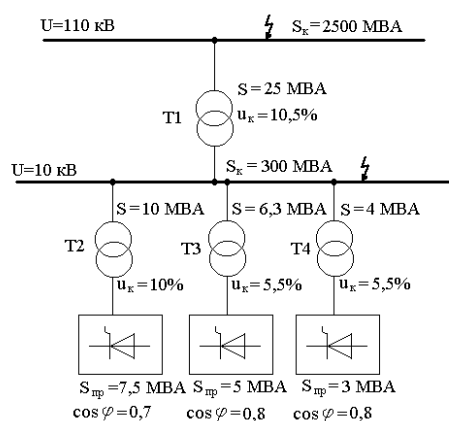 U=110 кВ
Sк=2500 МВА
S=25 МВА
T1
uк=10,5%
Sк=300 МВА
U=10 кВ
S=10 МВА
S=6,3 МВА
S=4 МВА
T2
T3
T4
uк=10%
uк=5,5%
uк=5,5%
Sпр=7,5 МВА
Sпр=5 МВА
Sпр=3 МВА
cos φ=0,7
cos φ=0,8
cos φ=0,8